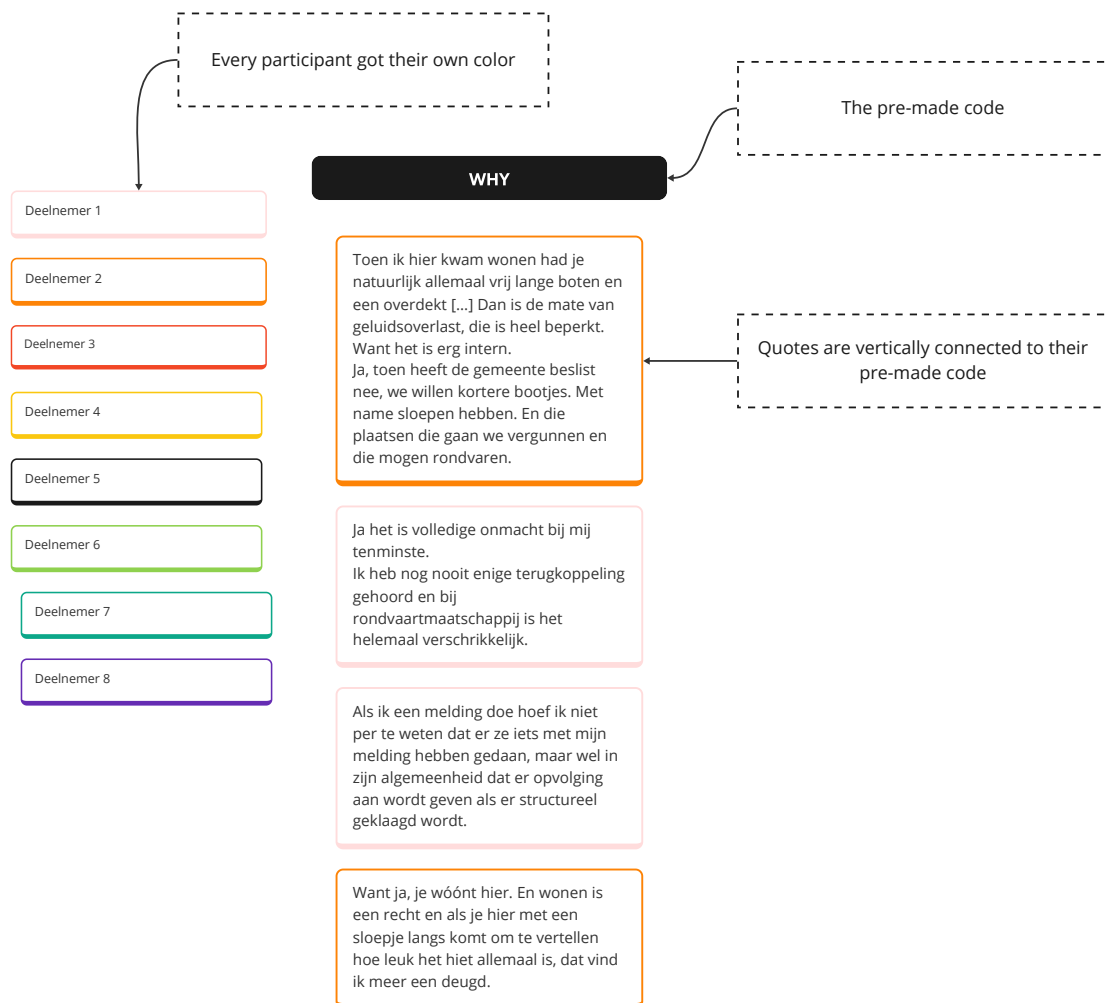 Every participant got their own color
The pre-made code
WHY
Deelnemer 1
Deelnemer 2
Deelnemer 3
Deelnemer 4
Deelnemer 5
Deelnemer 6
Deelnemer 7
Deelnemer 8
Toen ik hier kwam wonen had je
natuurlijk allemaal vrij lange boten en
een overdekt [...] Dan is de mate van
geluidsoverlast, die is heel beperkt.
Want het is erg intern.
Ja, toen heeft de gemeente beslist
nee, we willen kortere bootjes. Met
name sloepen hebben. En die
plaatsen die gaan we vergunnen en
die mogen rondvaren.
Quotes are vertically connected to their
pre-made code
Ja het is volledige onmacht bij mij
tenminste.
Ik heb nog nooit enige terugkoppeling
gehoord en bij
rondvaartmaatschappij is het
helemaal verschrikkelijk.
Als ik een melding doe hoef ik niet
per te weten dat er ze iets met mijn
melding hebben gedaan, maar wel in
zijn algemeenheid dat er opvolging
aan wordt geven als er structureel
geklaagd wordt.
Want ja, je wóónt hier. En wonen is
een recht en als je hier met een
sloepje langs komt om te vertellen
hoe leuk het hiet allemaal is, dat vind
ik meer een deugd.